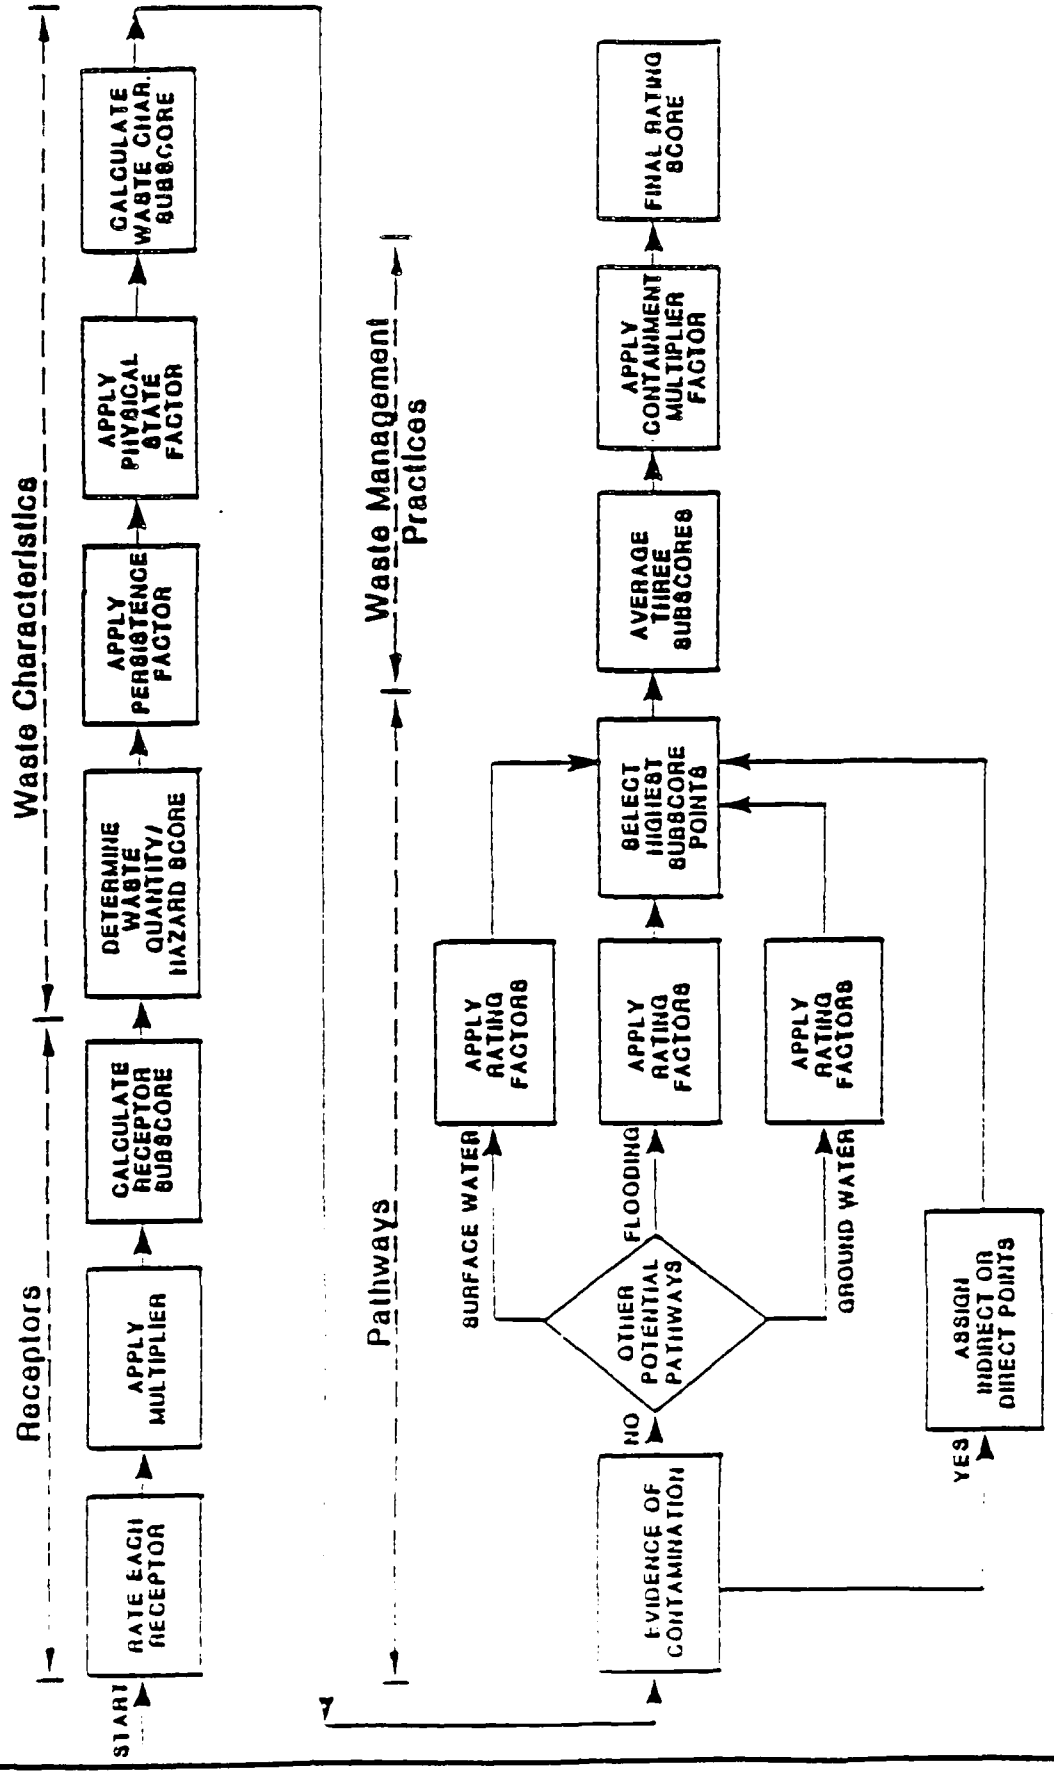 Receptors
Waste Characteristics
START
RATE EACH
RECEPTOR
APPLY
MULTIPLIER
CALCULATE
RECEPTOR
SUBSCORE
DETERMINE
WASTE
QUANTITY/
HAZARD SCORE
APPLY
PERSISTENCE
FACTOR
APPLY
PHYSICAL
STATE
FACTOR
CALCULATE
WASTE CHAR.
SUBSCORE
Pathways
Waste Management
Practices
EVIDENCE OF
CONTAMINATION
NO
YES
OTHER
POTENTIAL
PATHWAYS
SURFACE WATER
FLOODING
GROUND WATER
APPLY
RATING
FACTORS
APPLY
RATING
FACTORS
APPLY
RATING
FACTORS
ASSIGN
INDIRECT OR
DIRECT POINTS
SELECT
HIGHEST
SUBSCORE
POINTS
AVERAGE
THREE
SUBSCORES
APPLY
CONTAINMENT
MULTIPLIER
FACTOR
FINAL RATING
SCORE